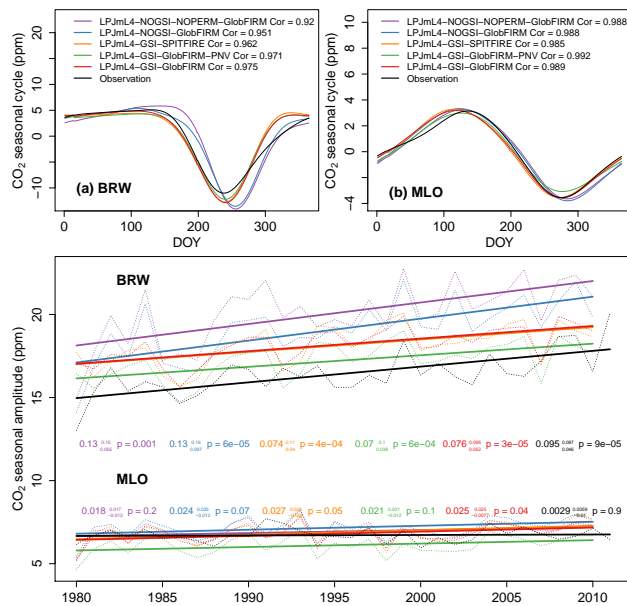 LPJmL4−NOGSI−NOPERM−GlobFIRM Cor = 0.92
LPJmL4−NOGSI−GlobFIRM Cor = 0.951
LPJmL4−GSI−SPITFIRE Cor = 0.962
LPJmL4−GSI−GlobFIRM−PNV Cor = 0.971
LPJmL4−GSI−GlobFIRM Cor = 0.975
Observation
CO2 seasonal cycle (ppm)
20
10
5
0
−10
(a) BRW
0
100
200
300
DOY
LPJmL4−NOGSI−NOPERM−GlobFIRM Cor = 0.988
LPJmL4−NOGSI−GlobFIRM Cor = 0.988
LPJmL4−GSI−SPITFIRE Cor = 0.985
LPJmL4−GSI−GlobFIRM−PNV Cor = 0.992
LPJmL4−GSI−GlobFIRM Cor = 0.989
Observation
CO2 seasonal cycle (ppm)
6
4
2
0
−2
−4
(b) MLO
0
100
200
300
DOY
CO2 seasonal amplitude (ppm)
20
15
10
5
BRW
0.13 p = 0.001 0.13 p = 6e−05 0.074 p = 4e−04 0.07 p = 6e−04 0.076 p = 3e−05 0.095 p = 9e−05
MLO
0.018 p = 0.2 0.024 p = 0.07 0.027 p = 0.05 0.021 p = 0.1 0.025 p = 0.04 0.0029 p = 0.9
1980 1985 1990 1995 2000 2005 2010